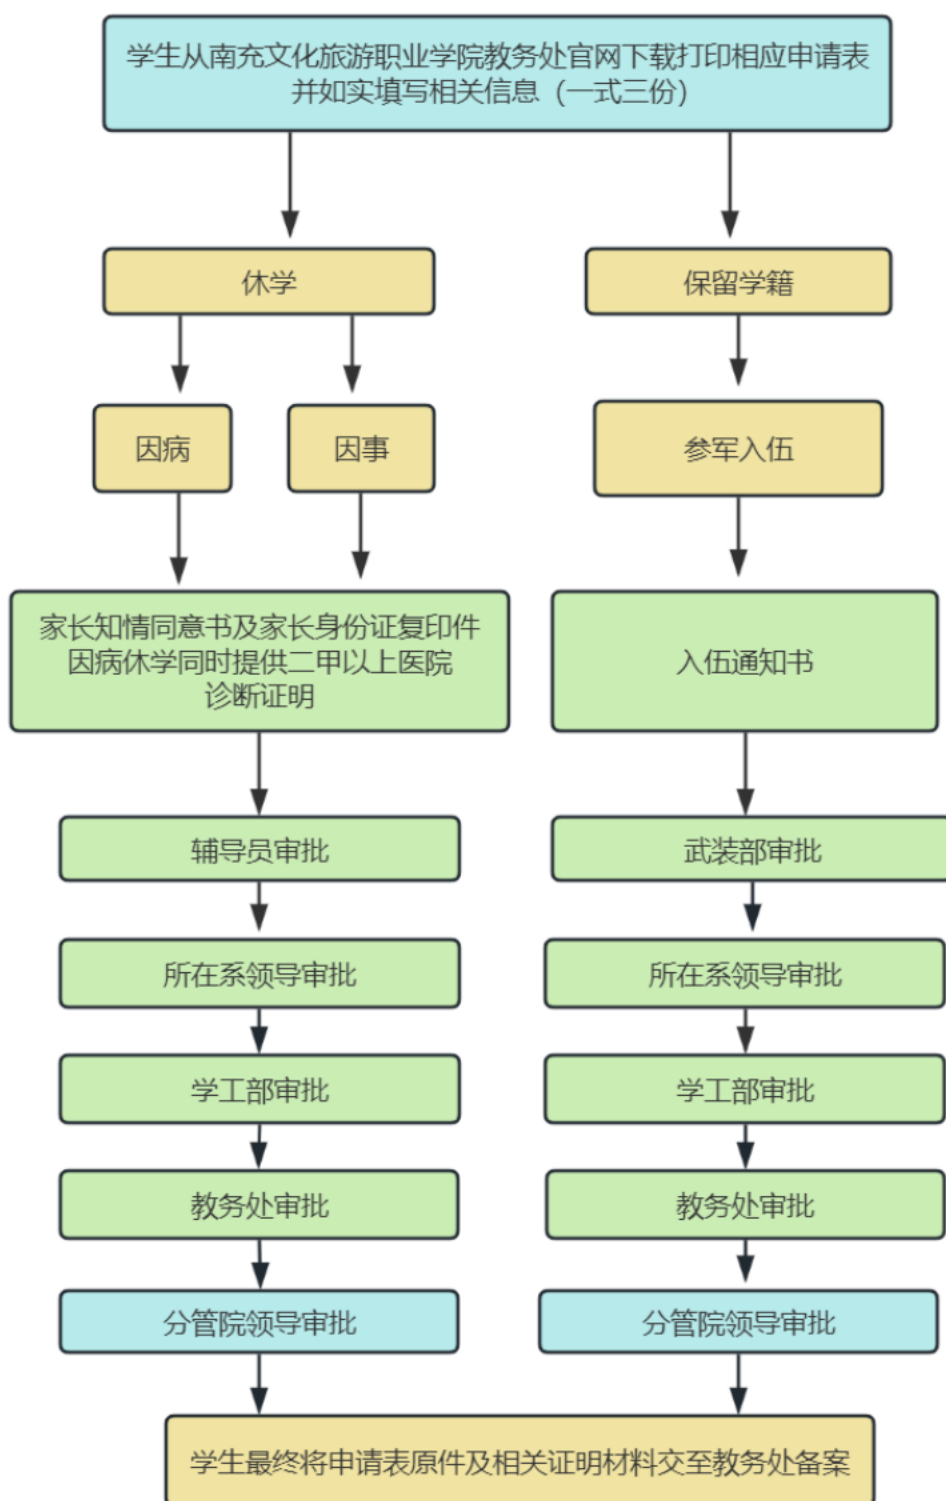 学生从南充文化旅游职业学院教务处官网下载打印相应申请表
并如实填写相关信息（一式三份）
休学
保留学籍
因病
因事
参军入伍
家长知情同意书及家长身份证复印件
因病休学同时提供二甲以上医院
诊断证明
入伍通知书
辅导员审批
武装部审批
所在系领导审批
所在系领导审批
学工部审批
学工部审批
教务处审批
教务处审批
分管院领导审批
分管院领导审批
学生最终将申请表原件及相关证明材料交至教务处备案